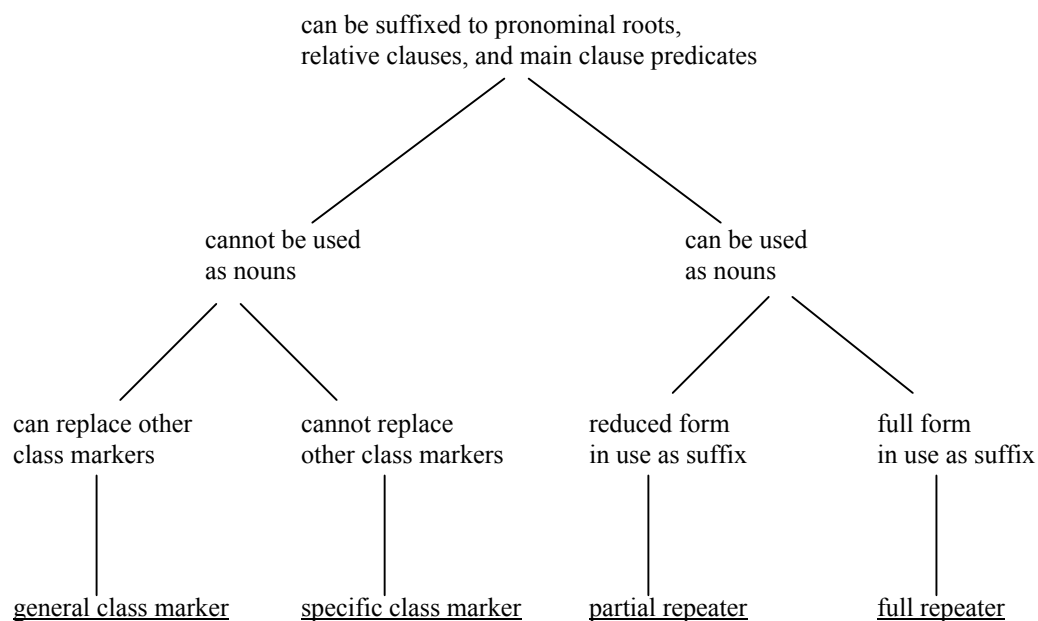 can be suffixed to pronominal roots,
relative clauses, and main clause predicates
cannot be used
as nouns
can be used
as nouns
can replace other
class markers
cannot replace
other class markers
reduced form
in use as suffix
full form
in use as suffix
general class marker
specific class marker
partial repeater
full repeater